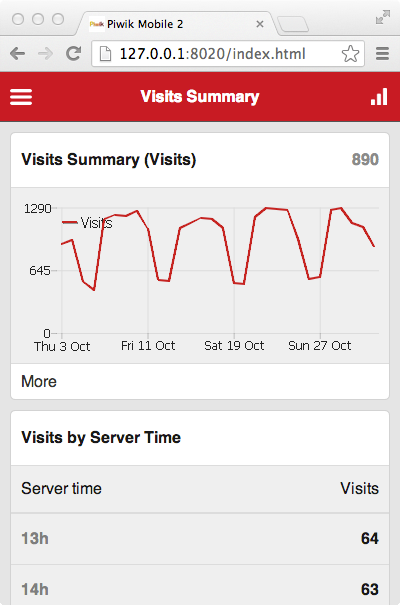 Piwik Mobile 2
127.0.0.1:8020/index.html
Visits Summary
Visits Summary (Visits) 890
1290
Visits
645
0
Thu 3 Oct Fri 11 Oct Sat 19 Oct Sun 27 Oct
More
Visits by Server Time
Server time Visits
13h 64
14h 63